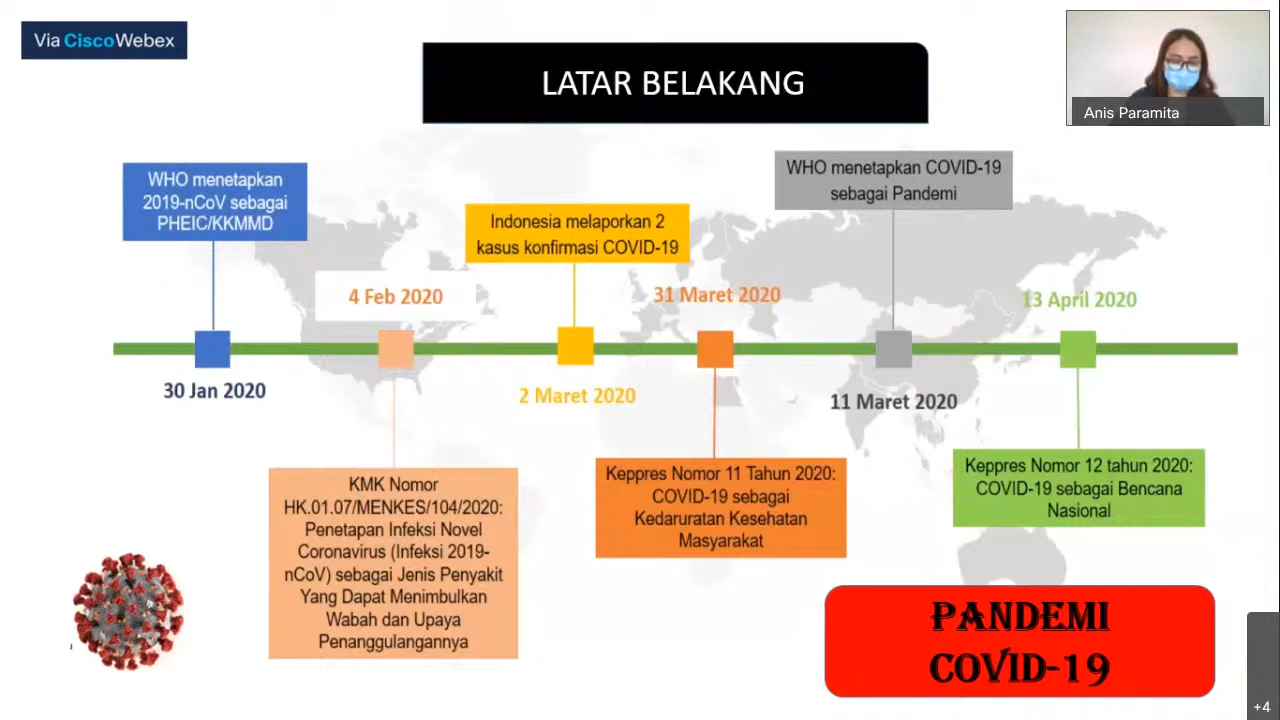 Via CiscoWebex
LATAR BELAKANG
Anis Paramita
WHO menetapkan
2019-nCoV sebagai
PHEIC/KKMMD
30 Jan 2020
4 Feb 2020
KMK Nomor
HK.01.07/MENKES/104/2020:
Penetapan Infeksi Novel
Coronavirus (Infeksi 2019-
nCoV) sebagai Jenis Penyakit
Yang Dapat Menimbulkan
Wabah dan Upaya
Penanggulangannya
Indonesia melaporkan 2
kasus konfirmasi COVID-19
2 Maret 2020
31 Maret 2020
Keppres Nomor 11 Tahun 2020:
COVID-19 sebagai
Kedaruratan Kesehatan
Masyarakat
WHO menetapkan COVID-19
sebagai Pandemi
11 Maret 2020
13 April 2020
Keppres Nomor 12 tahun 2020:
COVID-19 sebagai Bencana
Nasional
PANDEMI
COVID-19
+4